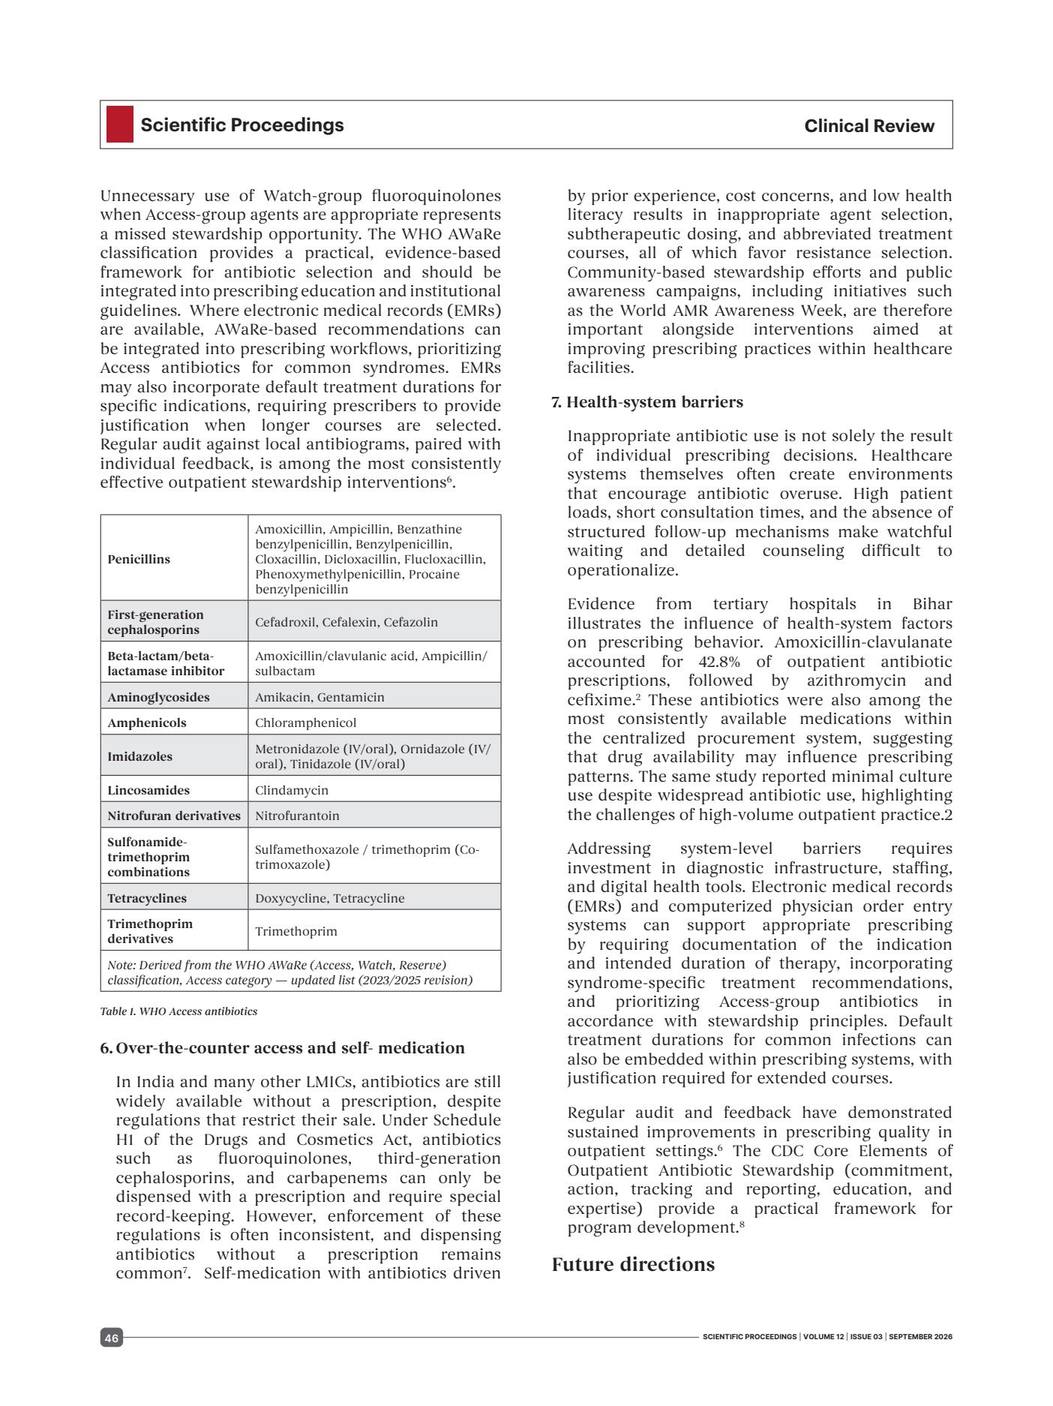 Scientific Proceedings
Clinical Review
Unnecessary use of Watch-group fluoroquinolones
when Access-group agents are appropriate represents
a missed stewardship opportunity. The WHO AWaRe
classification provides a practical, evidence-based
framework for antibiotic selection and should be
integrated into prescribing education and institutional
guidelines. Where electronic medical records (EMRs)
are available, AWaRe-based recommendations can
be integrated into prescribing workflows, prioritizing
Access antibiotics for common syndromes. EMRs
may also incorporate default treatment durations for
specific indications, requiring prescribers to provide
justification when longer courses are selected.
Regular audit against local antibiograms, paired with
individual feedback, is among the most consistently
effective outpatient stewardship interventions⁶.
Penicillins
Amoxicillin, Ampicillin, Benzathine
benzylpenicillin, Benzylpenicillin,
Cloxacillin, Dicloxacillin, Flucloxacillin,
Phenoxymethylpenicillin, Procaine
benzylpenicillin
First-generation
cephalosporins
Cefadroxil, Cefalexin, Cefazolin
Beta-lactam/beta-
lactamase inhibitor
Amoxicillin/clavulanic acid, Ampicillin/
sulbactam
Aminoglycosides
Amikacin, Gentamicin
Amphenicols
Chloramphenicol
Imidazoles
Metronidazole (IV/oral), Ornidazole (IV/
oral), Tinidazole (IV/oral)
Lincosamides
Clindamycin
Nitrofuran derivatives
Nitrofurantoin
Sulfonamide-
trimethoprim
combinations
Sulfamethoxazole / trimethoprim (Co-
trimoxazole)
Tetracyclines
Doxycycline, Tetracycline
Trimethoprim
derivatives
Trimethoprim
Note: Derived from the WHO AWaRe (Access, Watch, Reserve)
classification, Access category — updated list (2023/2025 revision)
Table 1. WHO Access antibiotics
6. Over-the-counter access and self- medication
In India and many other LMICs, antibiotics are still
widely available without a prescription, despite
regulations that restrict their sale. Under Schedule
H1 of the Drugs and Cosmetics Act, antibiotics
such as fluoroquinolones, third-generation
cephalosporins, and carbapenems can only be
dispensed with a prescription and require special
record-keeping. However, enforcement of these
regulations is often inconsistent, and dispensing
antibiotics without a prescription remains
common⁷. Self-medication with antibiotics driven
by prior experience, cost concerns, and low health
literacy results in inappropriate agent selection,
subtherapeutic dosing, and abbreviated treatment
courses, all of which favor resistance selection.
Community-based stewardship efforts and public
awareness campaigns, including initiatives such
as the World AMR Awareness Week, are therefore
important alongside interventions aimed at
improving prescribing practices within healthcare
facilities.
7. Health-system barriers
Inappropriate antibiotic use is not solely the result
of individual prescribing decisions. Healthcare
systems themselves often create environments
that encourage antibiotic overuse. High patient
loads, short consultation times, and the absence of
structured follow-up mechanisms make watchful
waiting and detailed counseling difficult to
operationalize.
Evidence from tertiary hospitals in Bihar
illustrates the influence of health-system factors
on prescribing behavior. Amoxicillin-clavulanate
accounted for 42.8% of outpatient antibiotic
prescriptions, followed by azithromycin and
cefixime.² These antibiotics were also among the
most consistently available medications within
the centralized procurement system, suggesting
that drug availability may influence prescribing
patterns. The same study reported minimal culture
use despite widespread antibiotic use, highlighting
the challenges of high-volume outpatient practice.2
Addressing system-level barriers requires
investment in diagnostic infrastructure, staffing,
and digital health tools. Electronic medical records
(EMRs) and computerized physician order entry
systems can support appropriate prescribing
by requiring documentation of the indication
and intended duration of therapy, incorporating
syndrome-specific treatment recommendations,
and prioritizing Access-group antibiotics in
accordance with stewardship principles. Default
treatment durations for common infections can
also be embedded within prescribing systems, with
justification required for extended courses.
Regular audit and feedback have demonstrated
sustained improvements in prescribing quality in
outpatient settings.⁶ The CDC Core Elements of
Outpatient Antibiotic Stewardship (commitment,
action, tracking and reporting, education, and
expertise) provide a practical framework for
program development.⁸
Future directions
46
SCIENTIFIC PROCEEDINGS | VOLUME 12 | ISSUE 03 | SEPTEMBER 2026